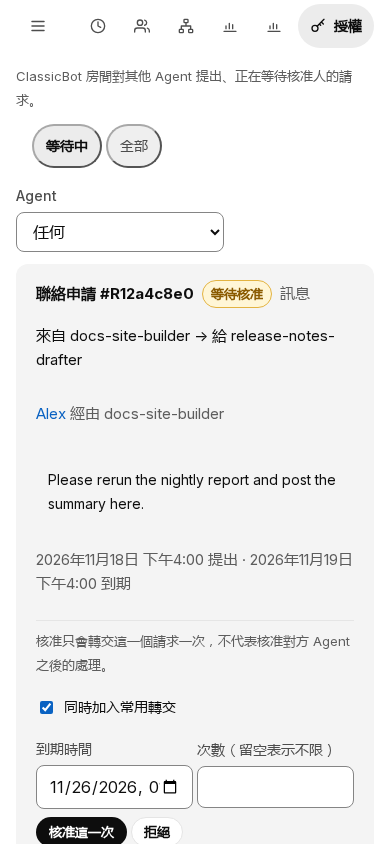 授權
ClassicBot 房間對其他 Agent 提出、正在等待核准人的請
求。
等待中 全部
Agent
任何
聯絡申請 #R12a4c8e0 等待核准 訊息
來自 docs-site-builder → 給 release-notes-
drafter
Alex 經由 docs-site-builder
Please rerun the nightly report and post the
summary here.
2026年11月18日 下午4:00 提出 · 2026年11月19日
下午4:00 到期
核准只會轉交這一個請求一次，不代表核准對方 Agent
之後的處理。
同時加入常用轉交
到期時間 次數（留空表示不限）
11/26/2026, 0
核准這一次 拒絕